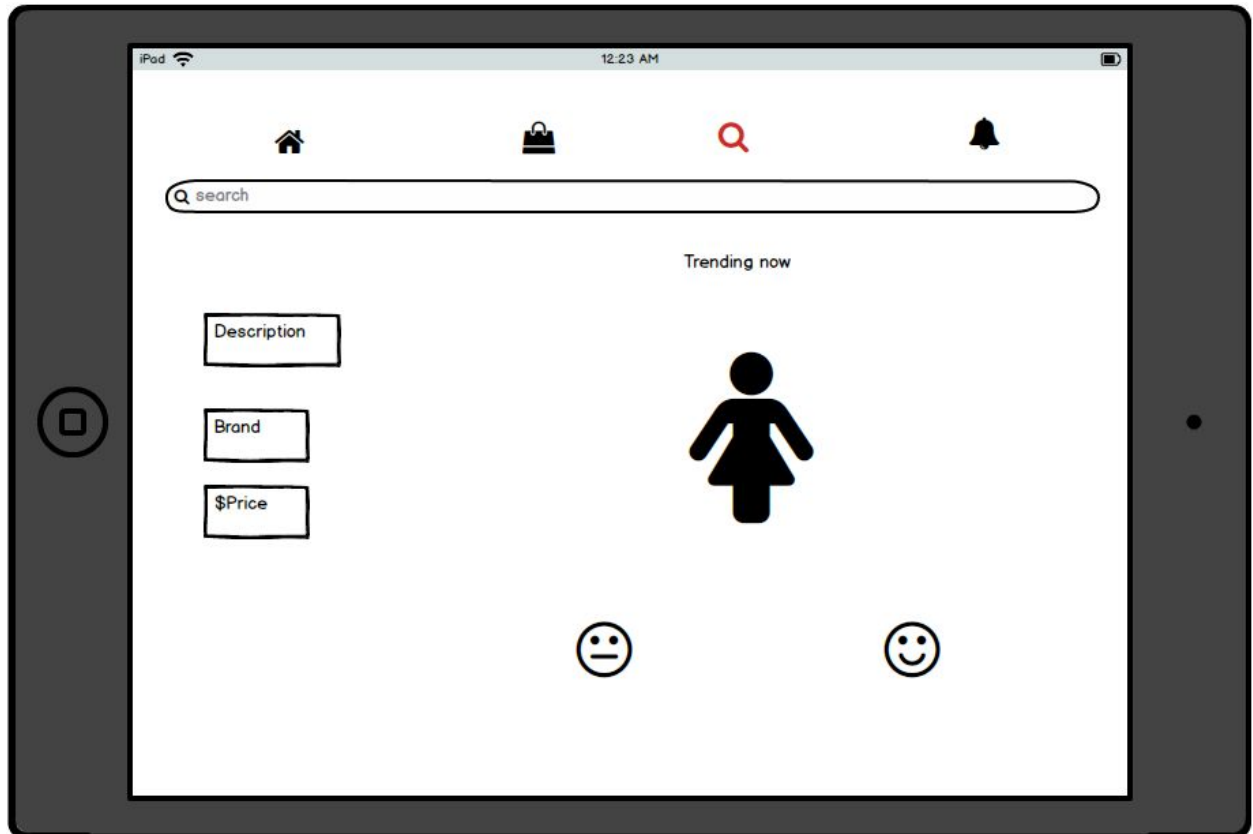 iPad 12:23 AM
search
Trending now
Description
Brand
$Price